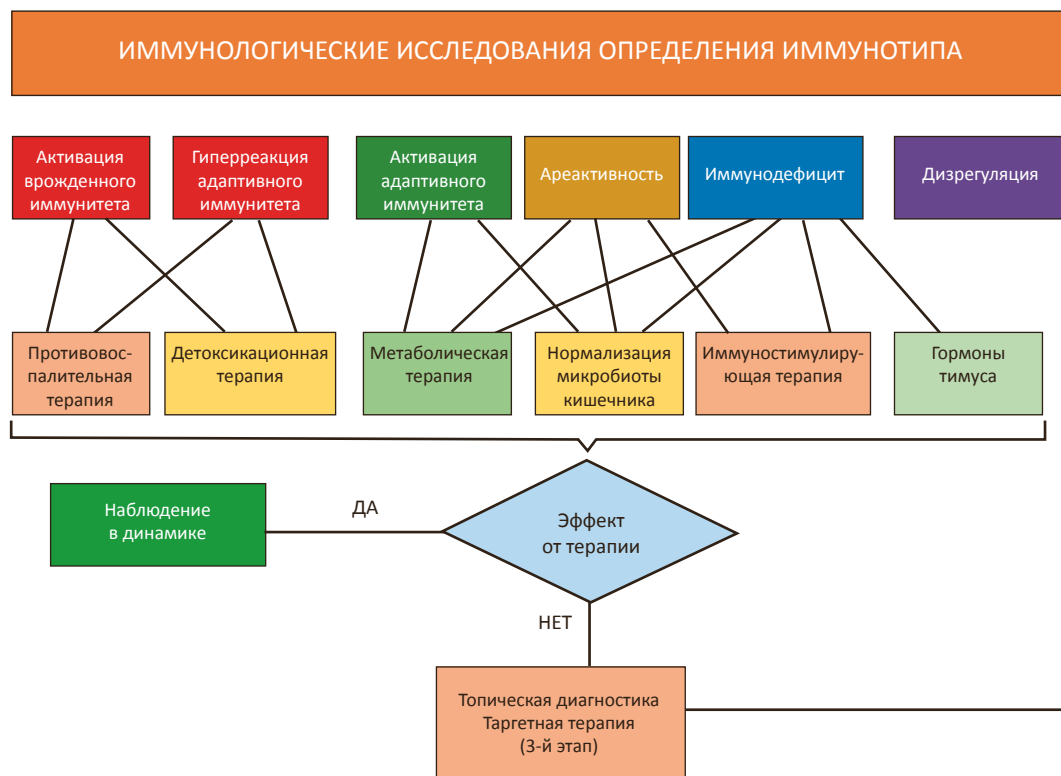 ИММУНОЛОГИЧЕСКИЕ ИССЛЕДОВАНИЯ ОПРЕДЕЛЕНИЯ ИММУНОТИПА
Активация
врожденного
иммунитета
Гиперреакция
адаптивного
иммунитета
Активация
адаптивного
иммунитета
Ареактивность
Иммунодефицит
Дизрегуляция
Противовос-
палительная
терапия
Детоксикационная
терапия
Метаболическая
терапия
Нормализация
микробиоты
кишечника
Иммуностимулиру-
ющая терапия
Гормоны
тимуса
Наблюдение
в динамике
ДА
Эффект
от терапии
НЕТ
Топическая диагностика
Таргетная терапия
(3-й этап)